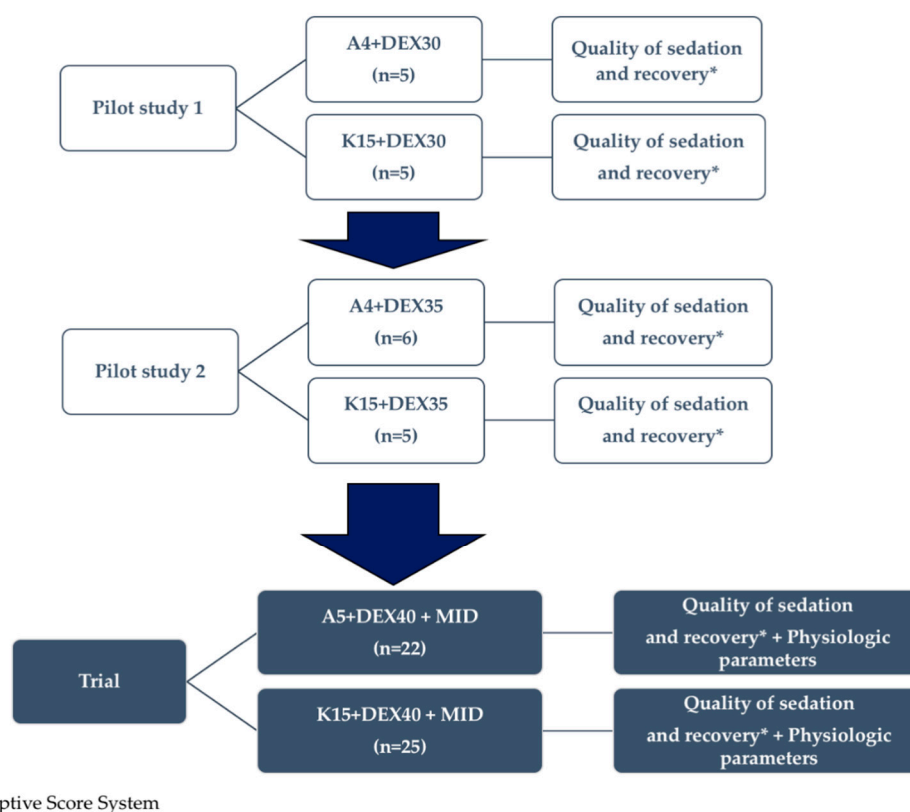 A4+DEX30
(n=5)
Quality of sedation
and recovery*
Pilot study 1
K15+DEX30
(n=5)
Quality of sedation
and recovery*
A4+DEX35
(n=6)
Quality of sedation
and recovery*
Pilot study 2
K15+DEX35
(n=5)
Quality of sedation
and recovery*
A5+DEX40 + MID
(n=22)
Quality of sedation
and recovery* + Physiologic
parameters
Trial
K15+DEX40 + MID
(n=25)
Quality of sedation
and recovery* + Physiologic
parameters
ptive Score System